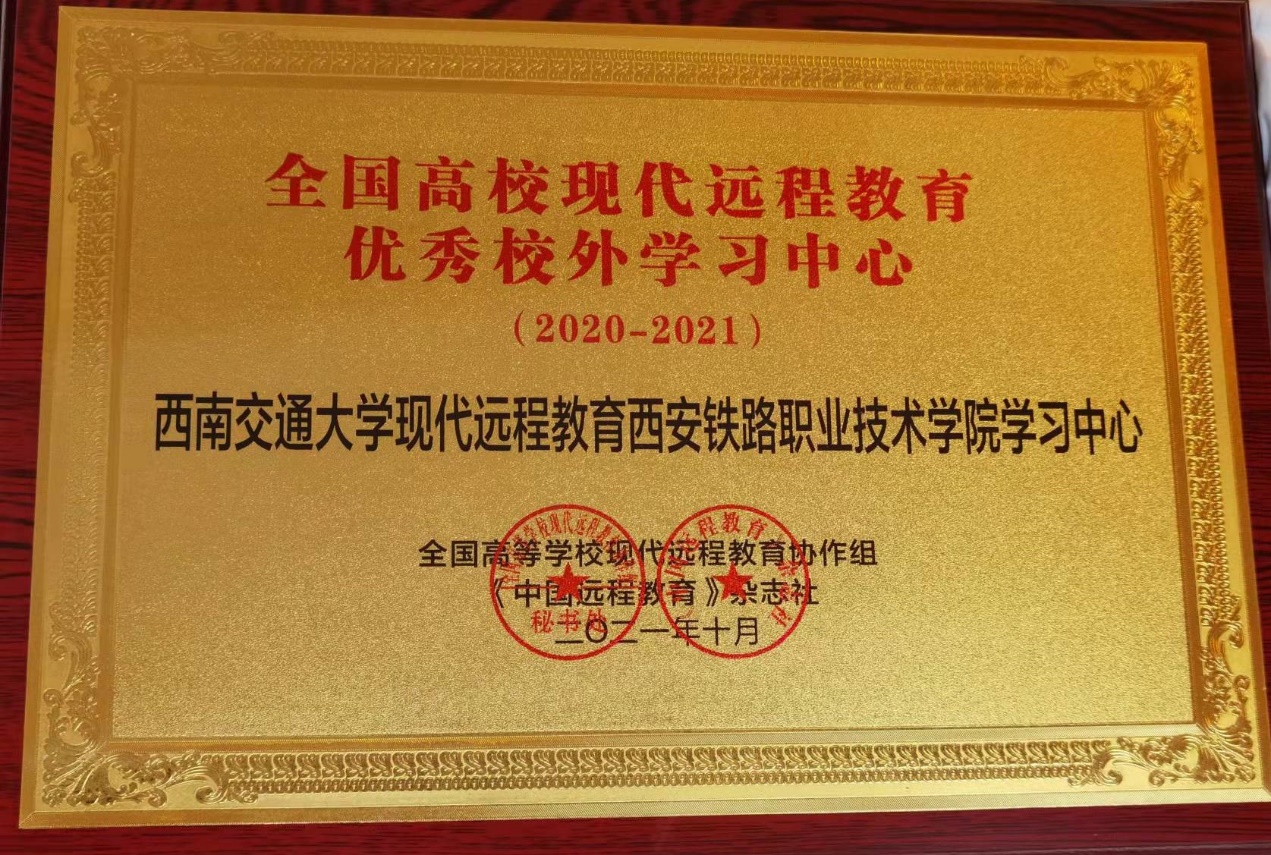 全国高校现代远程教育
优秀校外学习中心
（2020-2021）
西南交通大学现代远程教育西安铁路职业技术学院学习中心
全国高等学校现代远程教育协作组
《中国远程教育》杂志社
二〇二一年十月
秘书处